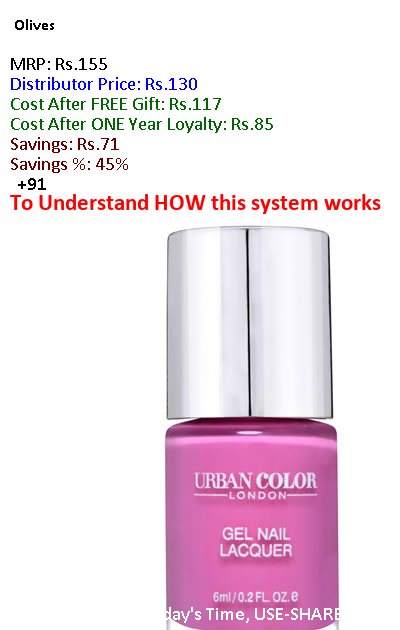 Olives
MRP: Rs.155
Distributor Price: Rs.130
Cost After FREE Gift: Rs.117
Cost After ONE Year Loyalty: Rs.85
Savings: Rs.71
Savings %: 45%
+91
To Understand HOW this system works
URBAN COLOR
LONDON
GEL NAIL
LACQUER
6ml / 0.2 FL. OZ. e
day's Time, USE-SHARE